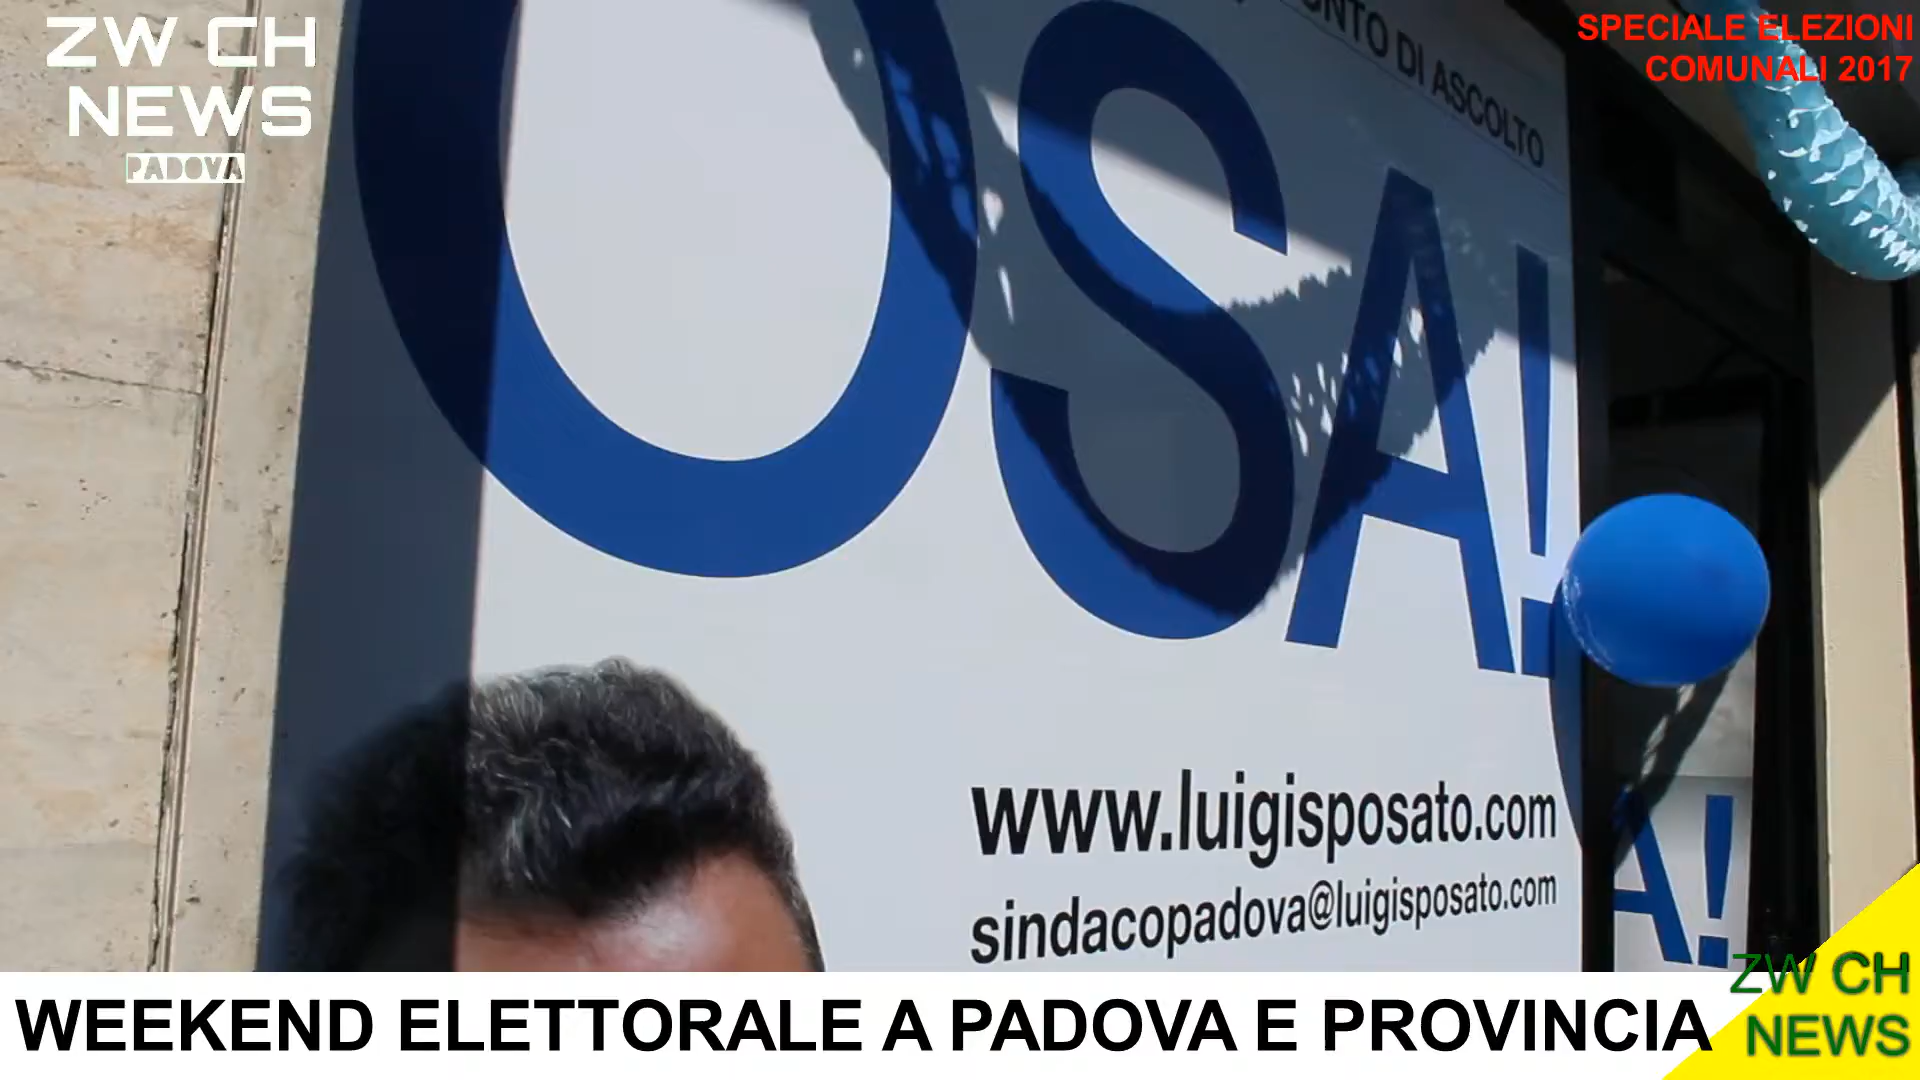 ZW CH
NEWS
PADOVA
SPECIALE ELEZIONI
COMUNALI 2017
DI ASCOLTO
OSA!
www.luigisposato.com
sindacopadova@luigisposato.com
A!
WEEKEND ELETTORALE A PADOVA E PROVINCIA
ZW CH
NEWS